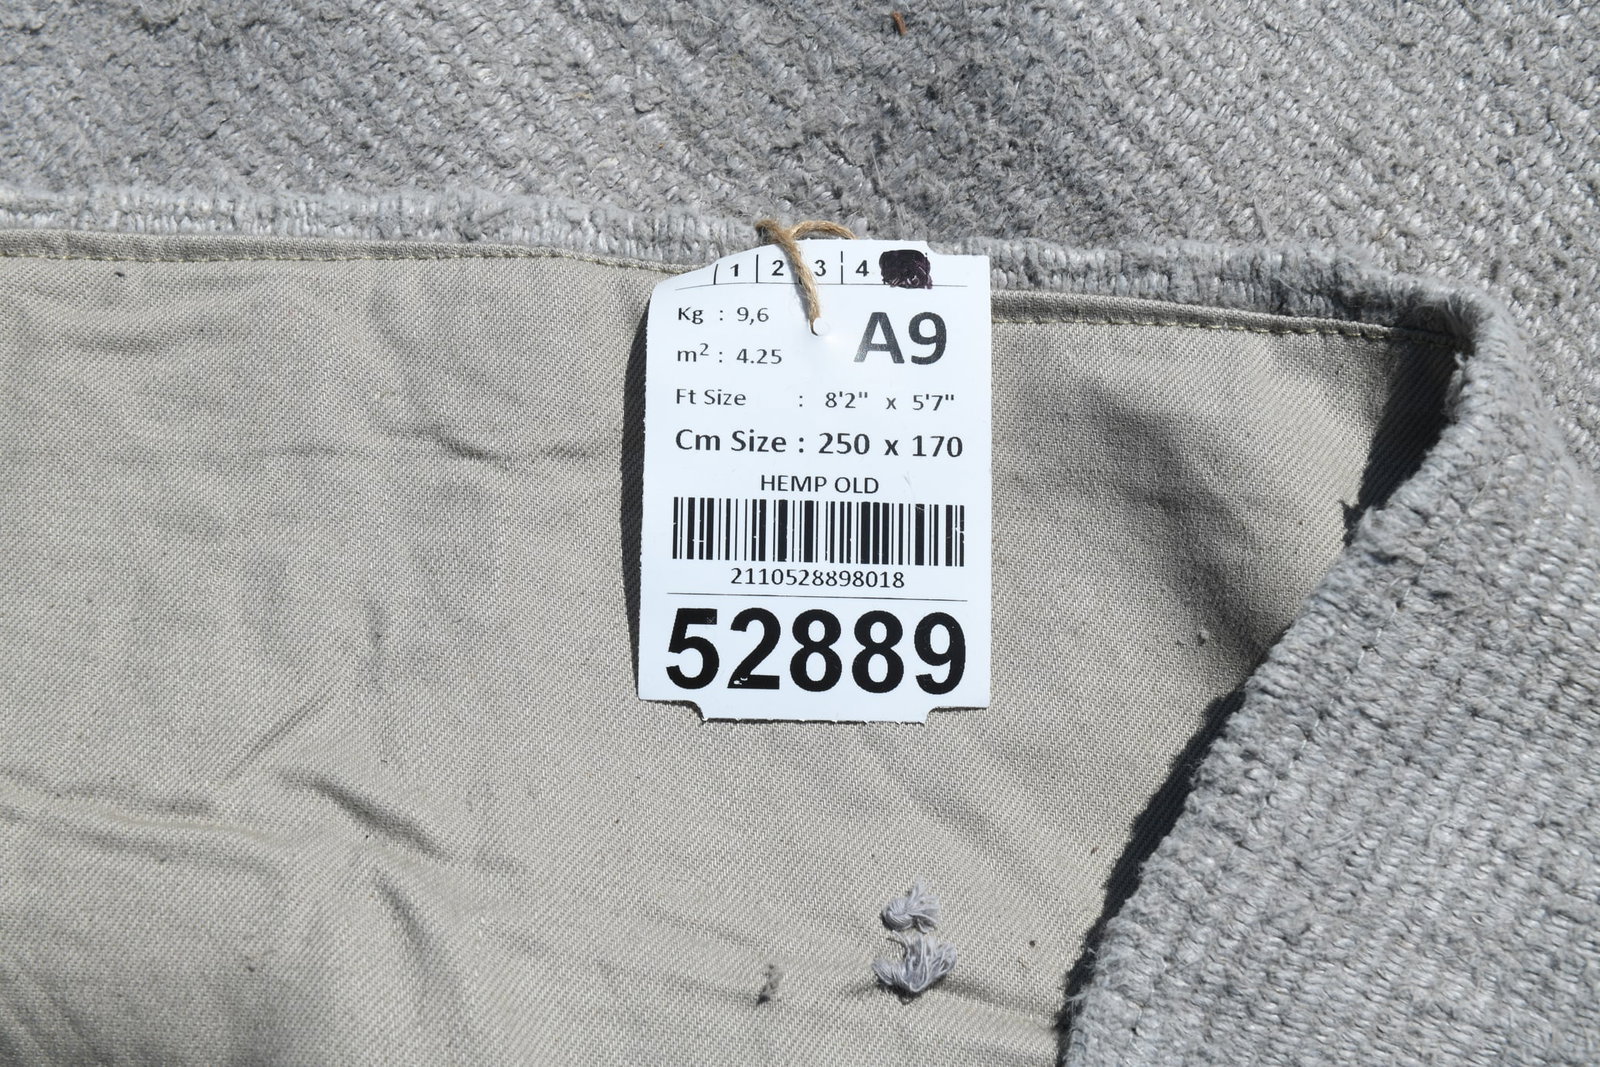 1 | 2 | 3 | 4
Kg : 9,6
A9
m² : 4.25
Ft Size : 8'2" x 5'7"
Cm Size : 250 x 170
HEMP OLD
2110528898018
52889